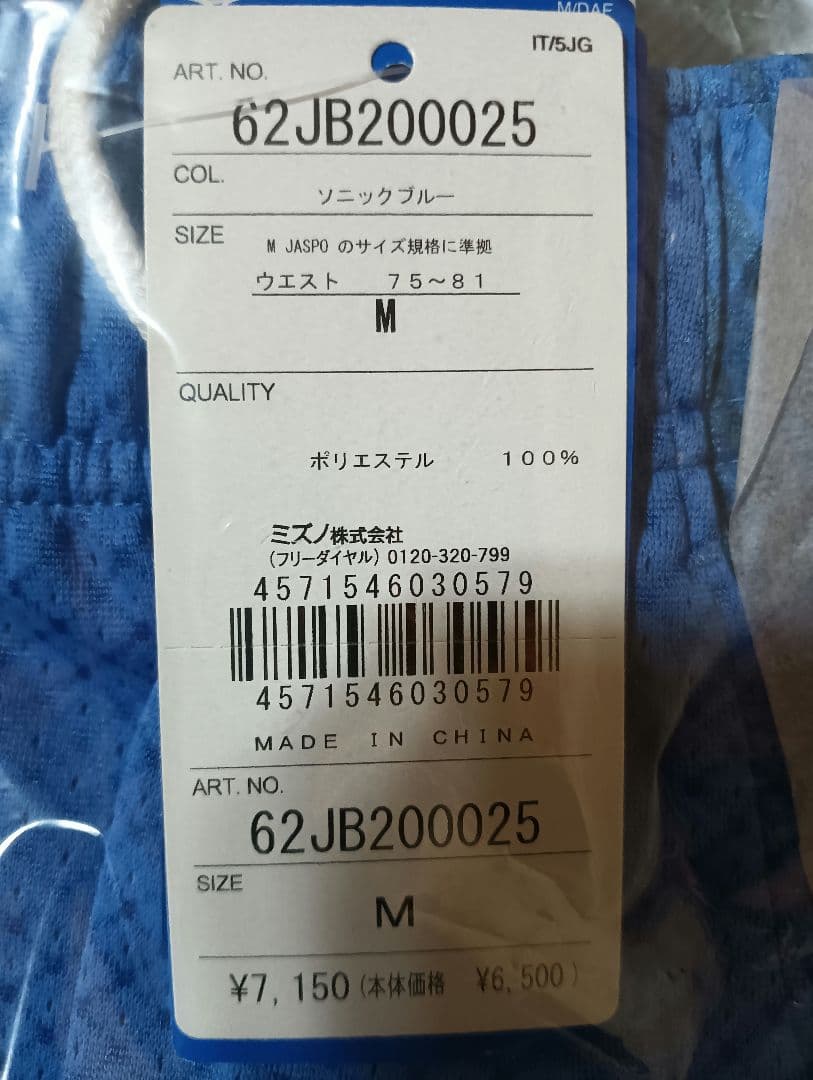 M/DAF
IT/5JG
ART. NO.
62JB200025
COL.
ソニックブルー
SIZE
M JASPO のサイズ規格に準拠
ウエスト 75〜81
M
QUALITY
ポリエステル 100%
ミズノ株式会社
(フリーダイヤル) 0120-320-799
4571546030579
4571546030579
MADE IN CHINA
ART. NO.
62JB200025
SIZE
M
¥7,150(本体価格 ¥6,500)